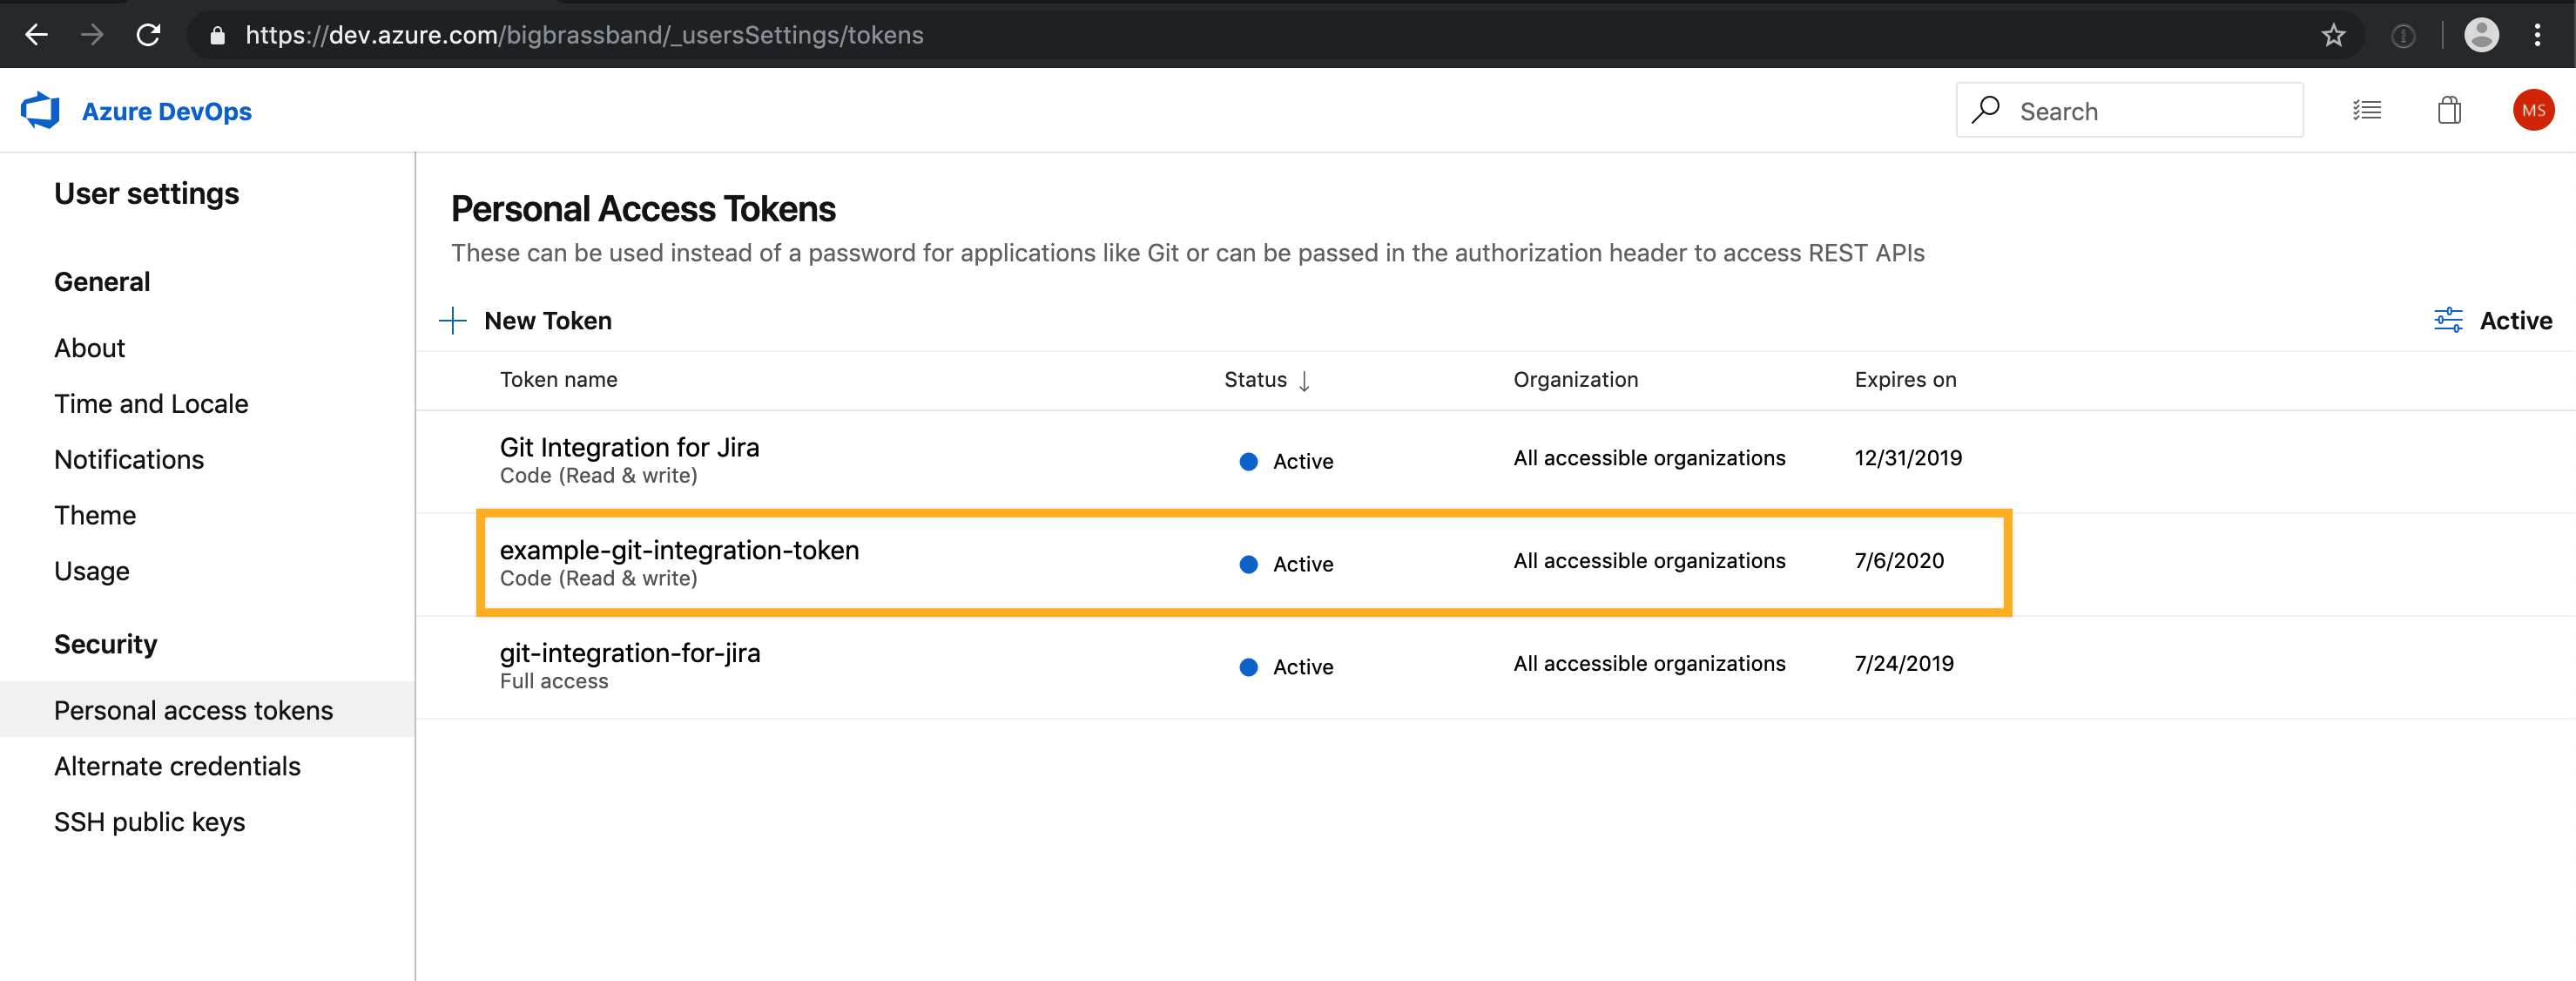 https://dev.azure.com/bigbrassband/_usersSettings/tokens
Azure DevOps
Search
MS
User settings
General
About
Time and Locale
Notifications
Theme
Usage
Security
Personal access tokens
Alternate credentials
SSH public keys
Personal Access Tokens
These can be used instead of a password for applications like Git or can be passed in the authorization header to access REST APIs
New Token
Active
Token name Status Organization Expires on
Git Integration for Jira
Code (Read & write)
Active All accessible organizations 12/31/2019
example-git-integration-token
Code (Read & write)
Active All accessible organizations 7/6/2020
git-integration-for-jira
Full access
Active All accessible organizations 7/24/2019